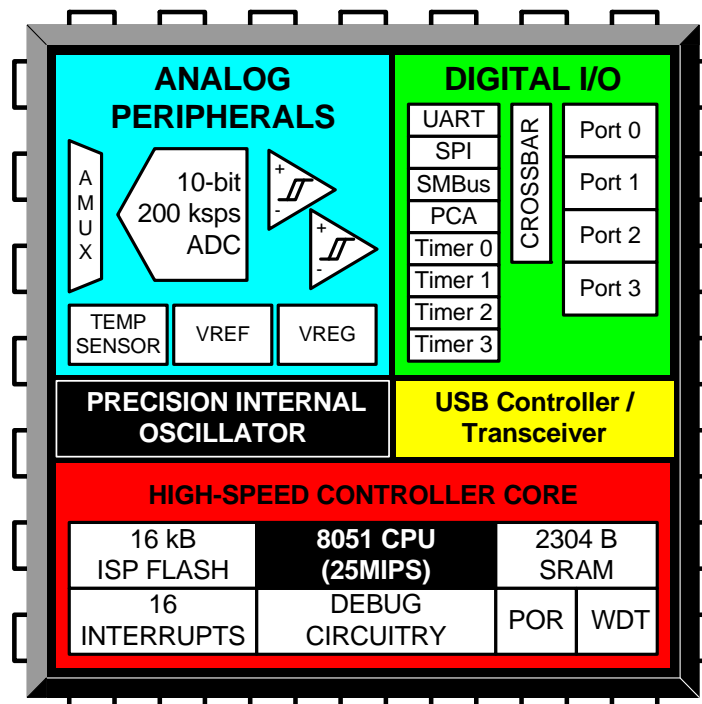 ANALOG
PERIPHERALS
A
M
U
X
10-bit
200 ksps
ADC
+
-
+
-
TEMP
SENSOR
VREF
VREG
DIGITAL I/O
UART
SPI
SMBus
PCA
Timer 0
Timer 1
Timer 2
Timer 3
CROSSBAR
Port 0
Port 1
Port 2
Port 3
PRECISION INTERNAL
OSCILLATOR
USB Controller /
Transceiver
HIGH-SPEED CONTROLLER CORE
16 kB
ISP FLASH
8051 CPU
(25MIPS)
2304 B
SRAM
16
INTERRUPTS
DEBUG
CIRCUITRY
POR
WDT